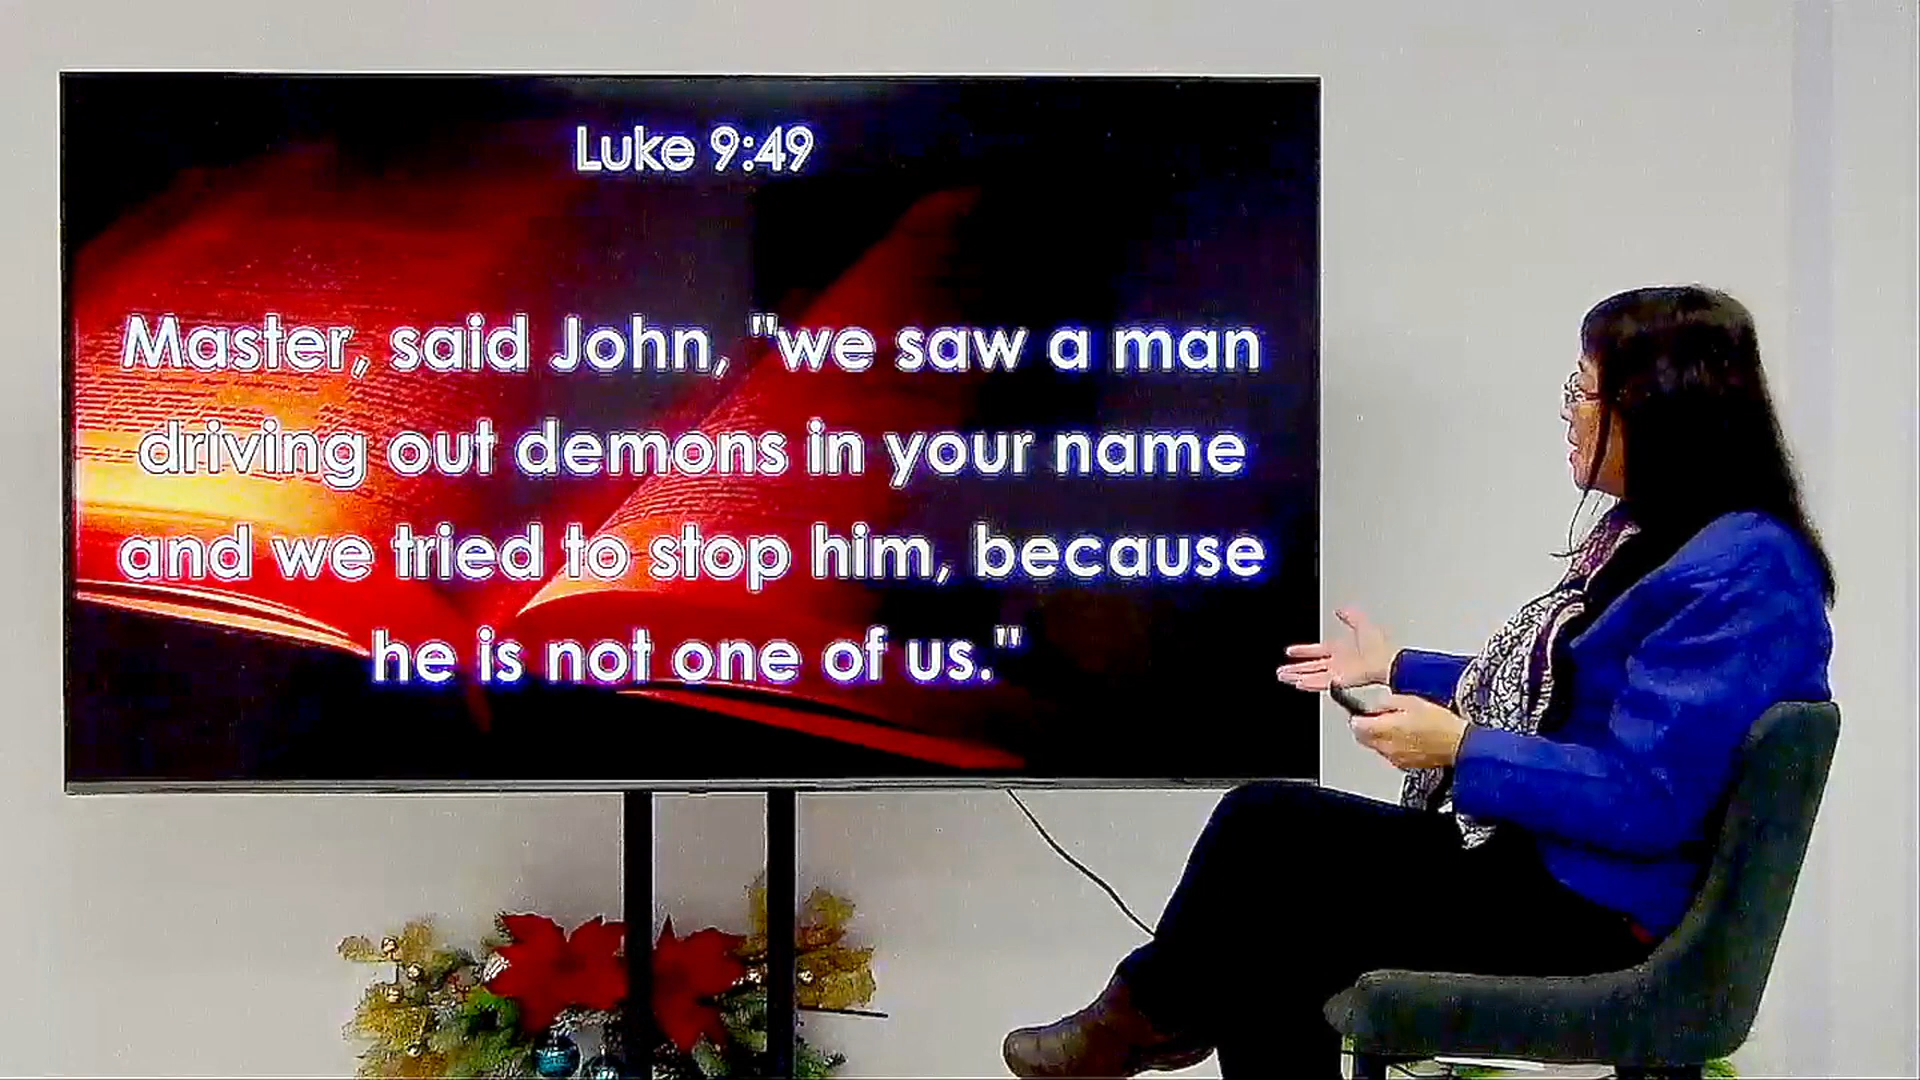 Luke 9:49
Master, said John, "we saw a man
driving out demons in your name
and we tried to stop him, because
he is not one of us."